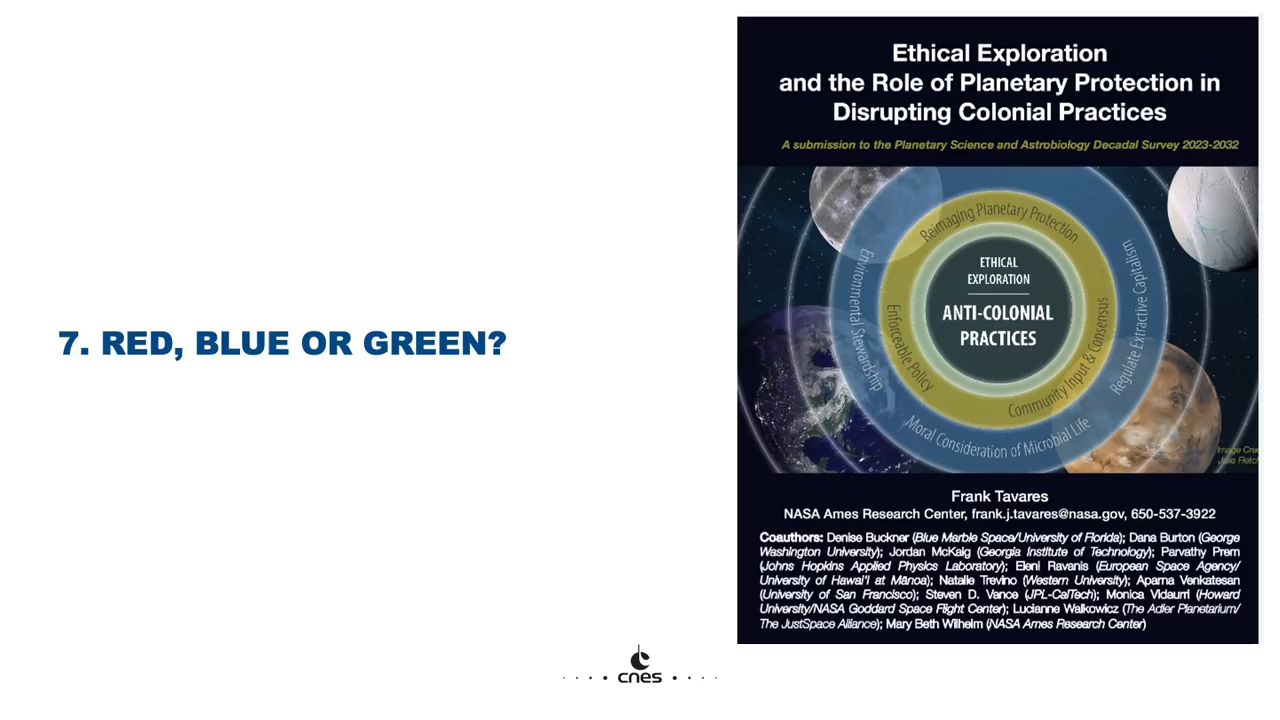 7. RED, BLUE OR GREEN?
Ethical Exploration
and the Role of Planetary Protection in
Disrupting Colonial Practices
A submission to the Planetary Science and Astrobiology Decadal Survey 2023-2032
Reimaging Planetary Protection
Enforceable Policy
Community Input & Consensus
Environmental Stewardship
Regulate Extractive Capitalism
Moral Consideration of Microbial Life
ETHICAL
EXPLORATION
ANTI-COLONIAL
PRACTICES
Image Cre
Julie Fletch
Frank Tavares
NASA Ames Research Center, frank.j.tavares@nasa.gov, 650-537-3922
Coauthors: Denise Buckner (Blue Marble Space/University of Florida); Dana Burton (George
Washington University); Jordan McKaig (Georgia Institute of Technology); Parvathy Prem
(Johns Hopkins Applied Physics Laboratory); Eleni Ravanis (European Space Agency/
University of Hawai'i at Mānoa); Natalie Trevino (Western University); Aparna Venkatesan
(University of San Francisco); Steven D. Vance (JPL-CalTech); Monica Vidaurri (Howard
University/NASA Goddard Space Flight Center); Lucianne Walkowicz (The Adler Planetarium/
The JustSpace Alliance); Mary Beth Wilhelm (NASA Ames Research Center)
cnes